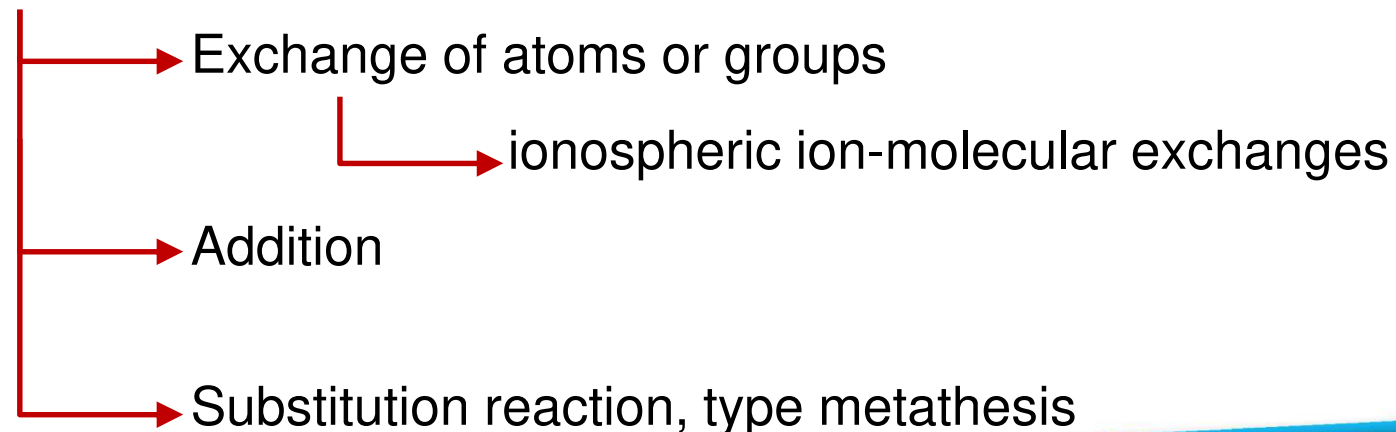 Exchange of atoms or groups
ionospheric ion-molecular exchanges
Addition
Substitution reaction, type metathesis